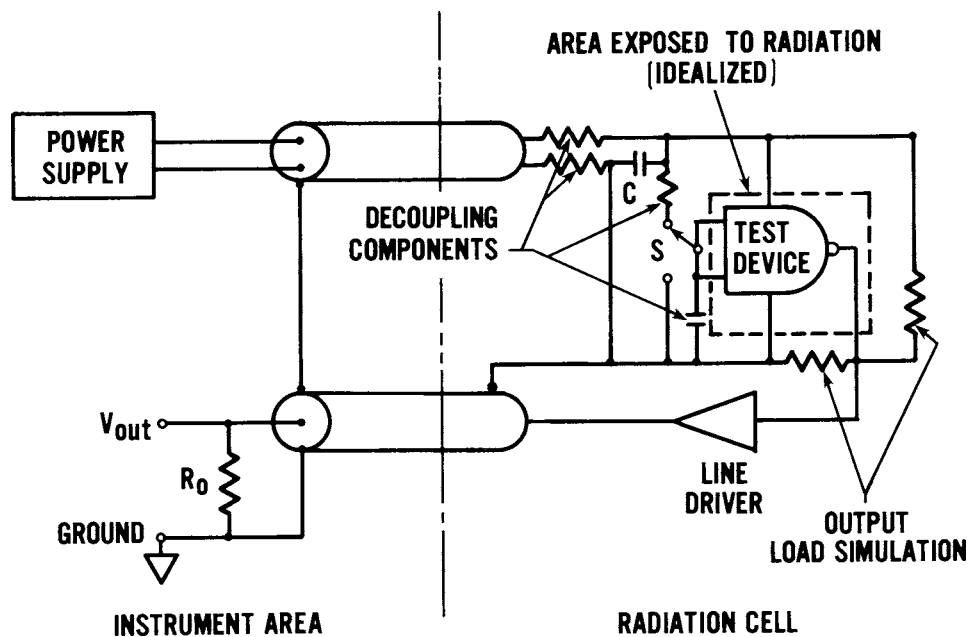 AREA EXPOSED TO RADIATION
(IDEALIZED)
POWER
SUPPLY
C
DECOUPLING
COMPONENTS
S
TEST
DEVICE
Vout
R0
LINE
DRIVER
GROUND
OUTPUT
LOAD SIMULATION
INSTRUMENT AREA
RADIATION CELL